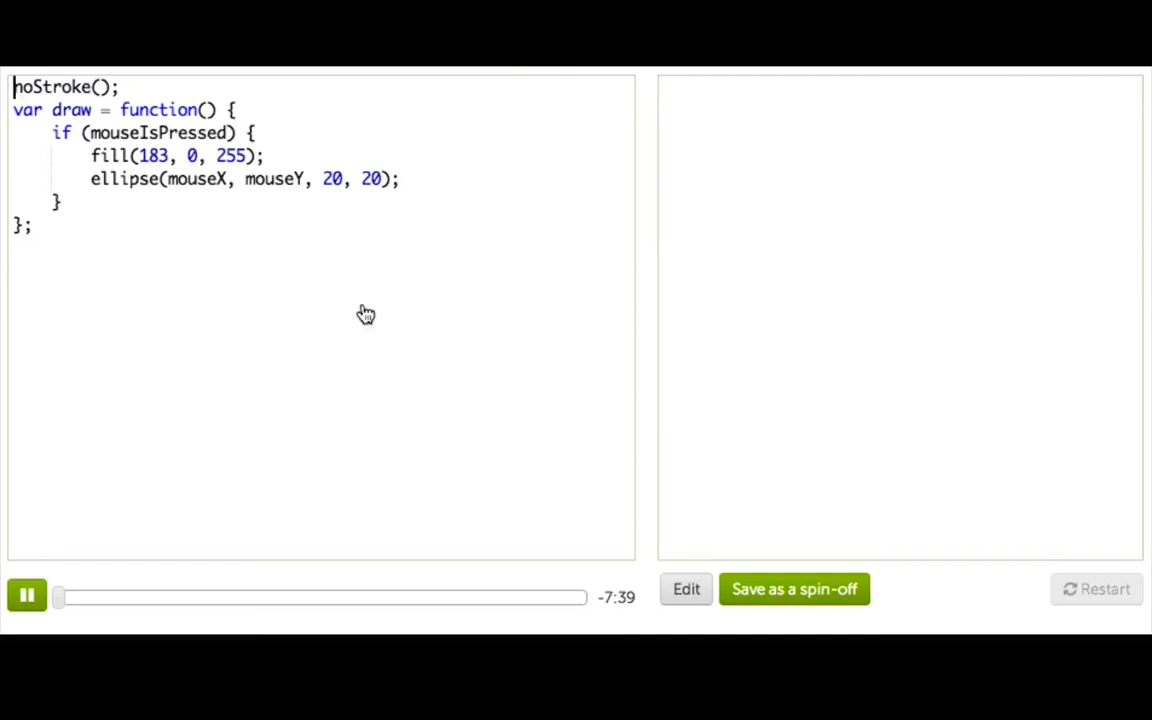 noStroke();
var draw = function() {
    if (mouseIsPressed) {
        fill(183, 0, 255);
        ellipse(mouseX, mouseY, 20, 20);
    }
};
-7:39
Edit
Save as a spin-off
Restart